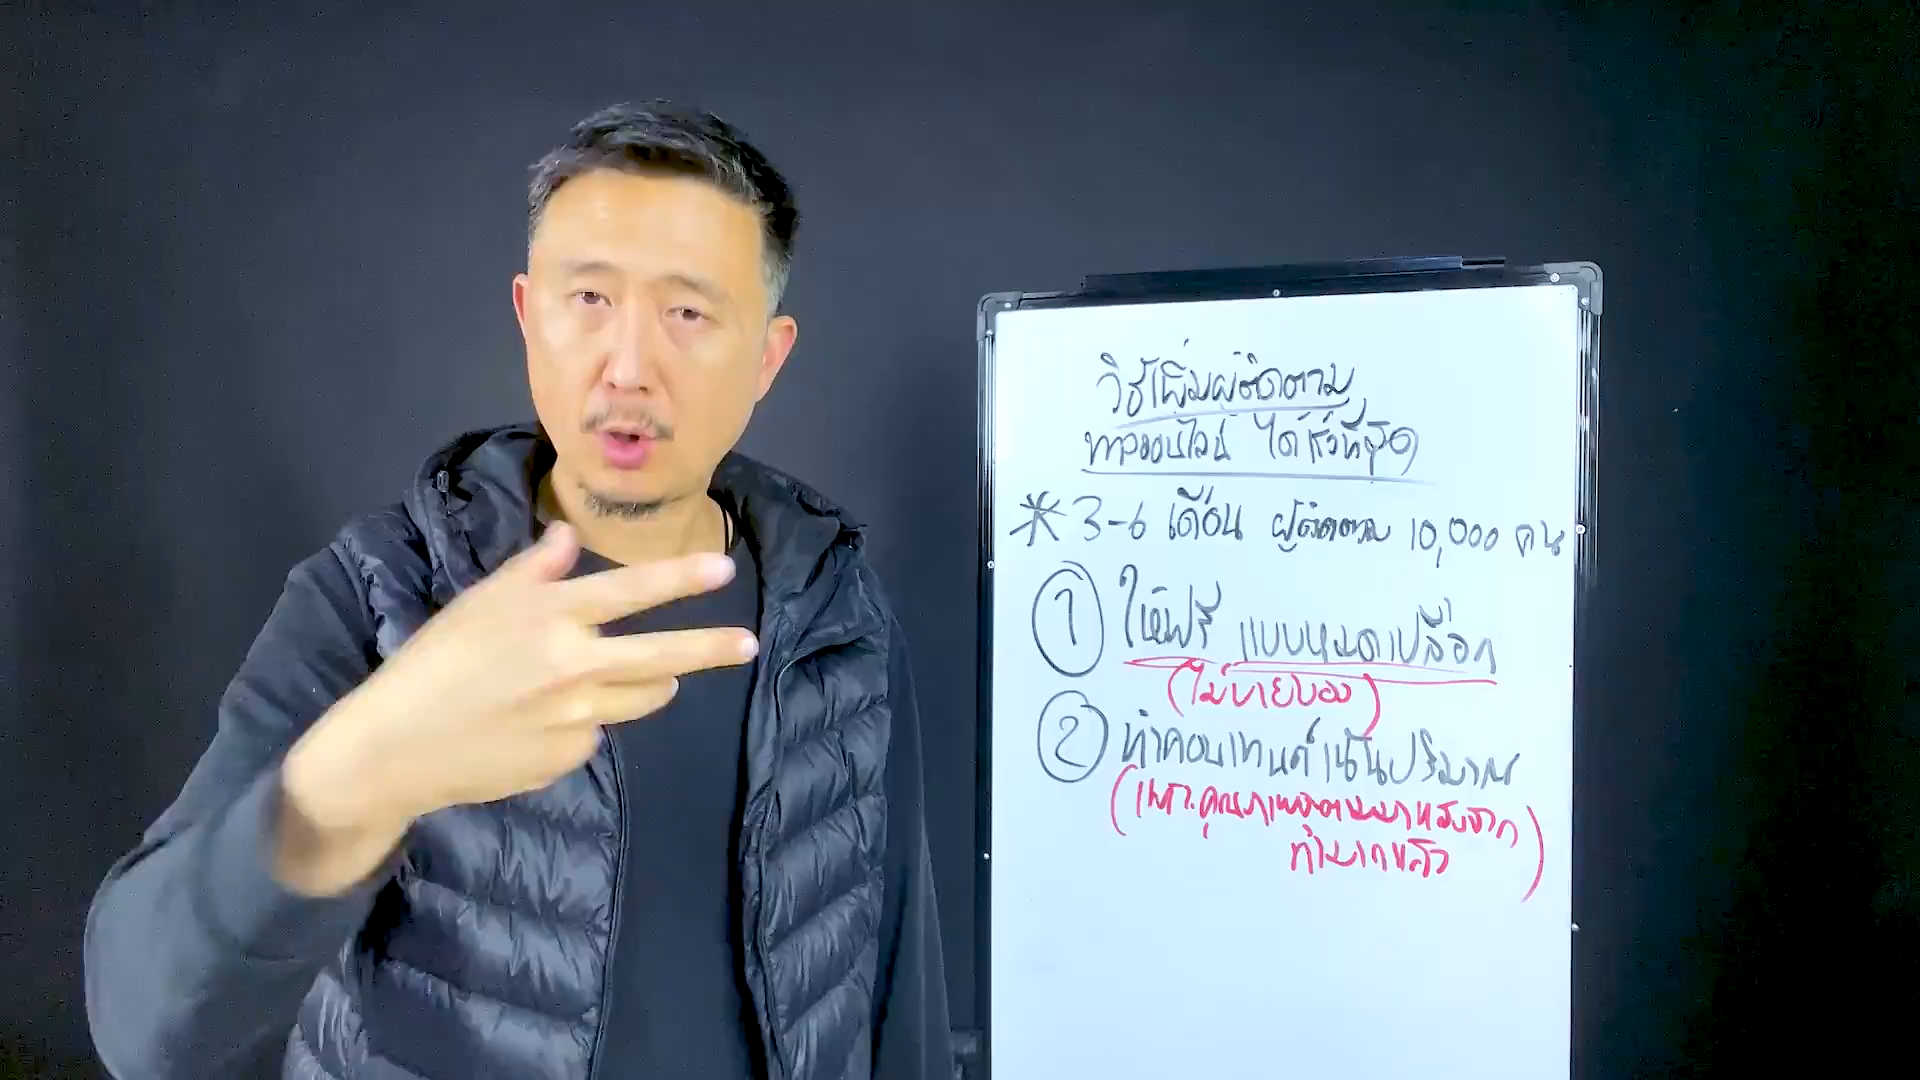 วิธีเพิ่มผู้ติดตาม
ทางออนไลน์ ได้เร็วที่สุด
* 3-6 เดือน ผู้ติดตาม 10,000 คน
① ให้ฟรี แบบหมดเปลือก
(ไม่ขายของ)
② ทำคอนเทนต์ เน้นปริมาณ
(เพราะคุณภาพจะตามมาหลังจาก
ทำมากแล้ว)